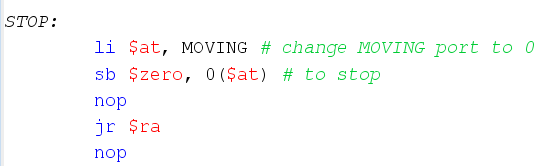 STOP:
li $at, MOVING # change MOVING port to 0
sb $zero, 0($at) # to stop
nop
jr $ra
nop